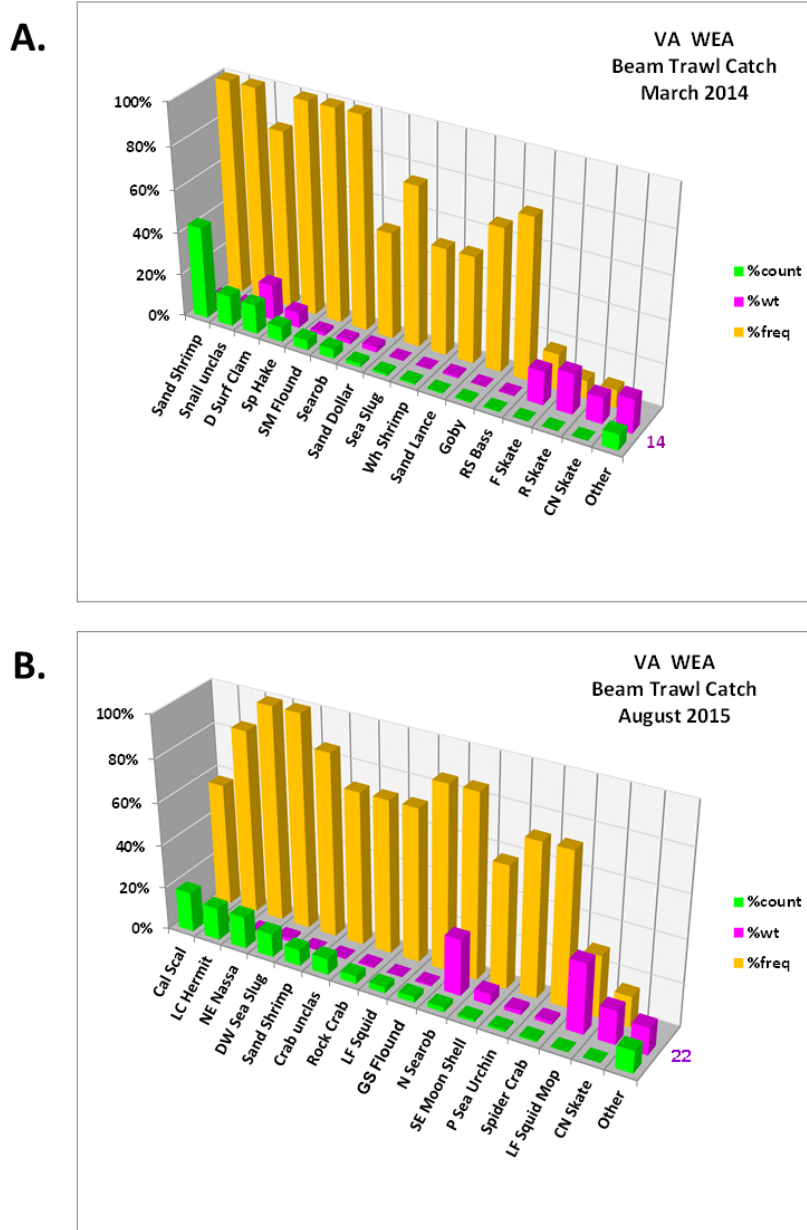 A.
VA WEA
Beam Trawl Catch
March 2014
100%
80%
60%
40%
20%
0%
Sand Shrimp
Snail unclas
D Surf Clam
Sp Hake
SM Flound
Searob
Sand Dollar
Sea Slug
Wh Shrimp
Sand Lance
Goby
RS Bass
F Skate
R Skate
CN Skate
Other
14
%count
%wt
%freq
B.
VA WEA
Beam Trawl Catch
August 2015
100%
80%
60%
40%
20%
0%
Cal Scal
LC Hermit
NE Nassa
DW Sea Slug
Sand Shrimp
Crab unclas
Rock Crab
LF Squid
GS Flound
N Searob
SE Moon Shell
P Sea Urchin
Spider Crab
LF Squid Mop
CN Skate
Other
22
%count
%wt
%freq